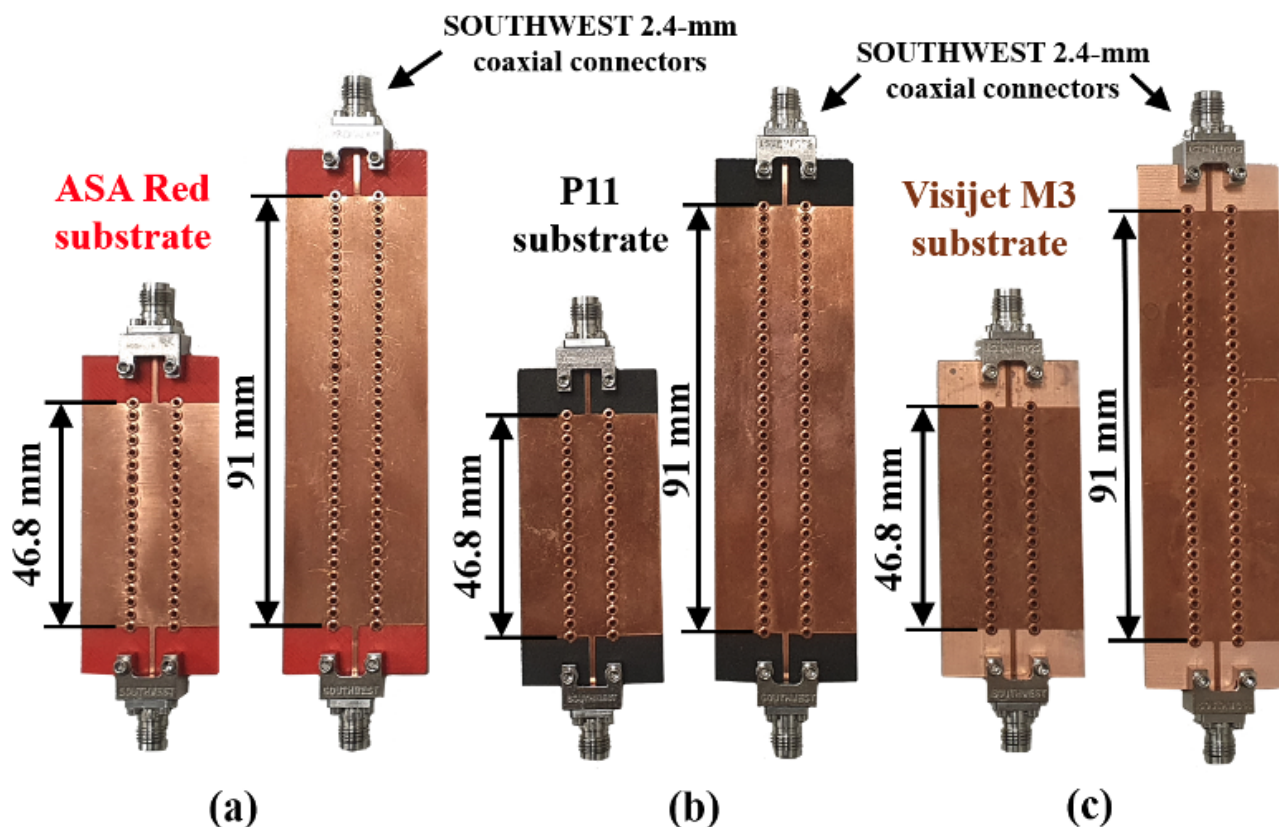 SOUTHWEST 2.4-mm
coaxial connectors
SOUTHWEST 2.4-mm
coaxial connectors
ASA Red
substrate
P11
substrate
Visijet M3
substrate
46.8 mm
91 mm
46.8 mm
91 mm
46.8 mm
91 mm
SOUTHWEST
SOUTHWEST
(a)
(b)
(c)